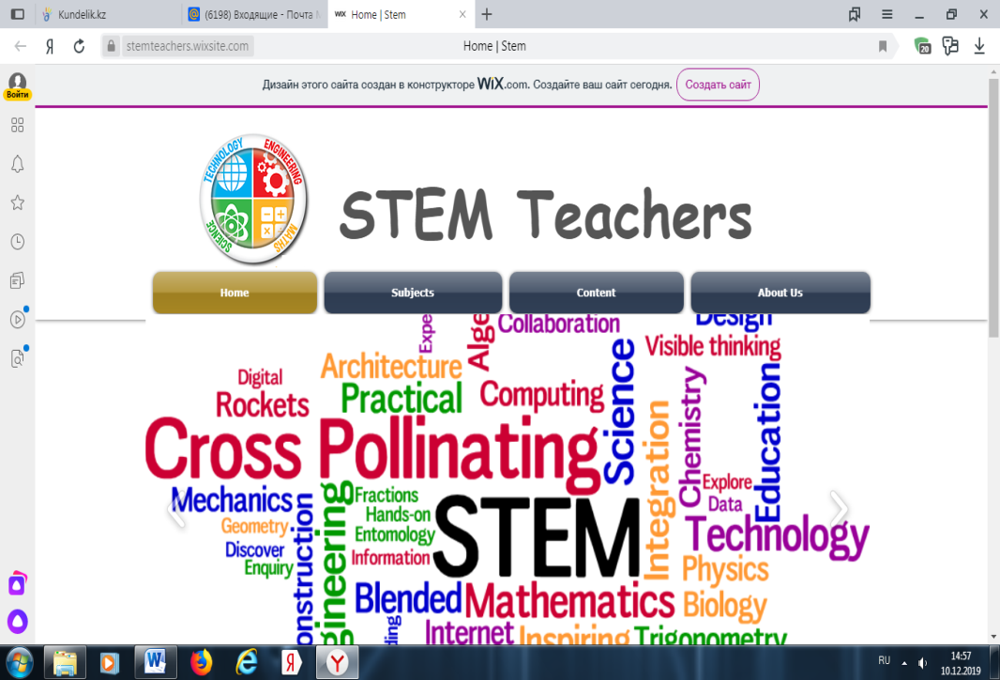 Kundelik.kz
(6198) Входящие - Почта M
WIX Home | Stem
stemteachers.wixsite.com
Home | Stem
20
Войти
Дизайн этого сайта создан в конструкторе WiX.com. Создайте ваш сайт сегодня. Создать сайт
TECHNOLOGY
ENGINEERING
SCIENCE
MATHS
STEM Teachers
Home
Subjects
Content
About Us
Collaboration
Design
Visible thinking
Architecture
Digital
Rockets
Practical
Computing
Science
Chemistry
Education
Cross Pollinating
Integration
Explore
Data
Mechanics
Fractions
Hands-on
STEM
Geometry
Entomology
Technology
Discover
Information
Enquiry
Physics
Blended
Mathematics
Biology
Internet
Inspiring
Trigonometry
RU
14:57
10.12.2019